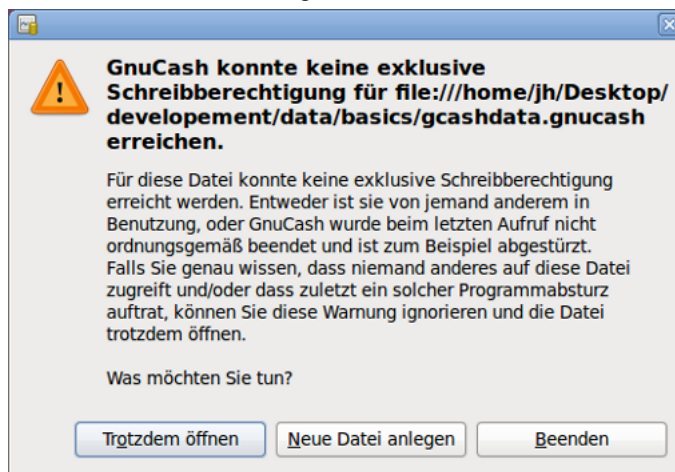 GnuCash konnte keine exklusive
Schreibberechtigung für file:///home/jh/Desktop/
developement/data/basics/gcashdata.gnucash
erreichen.
Für diese Datei konnte keine exklusive Schreibberechtigung
erreicht werden. Entweder ist sie von jemand anderem in
Benutzung, oder GnuCash wurde beim letzten Aufruf nicht
ordnungsgemäß beendet und ist zum Beispiel abgestürzt.
Falls Sie genau wissen, dass niemand anderes auf diese Datei
zugreift und/oder dass zuletzt ein solcher Programmabsturz
auftrat, können Sie diese Warnung ignorieren und die Datei
trotzdem öffnen.
Was möchten Sie tun?
Trotzdem öffnen Neue Datei anlegen Beenden